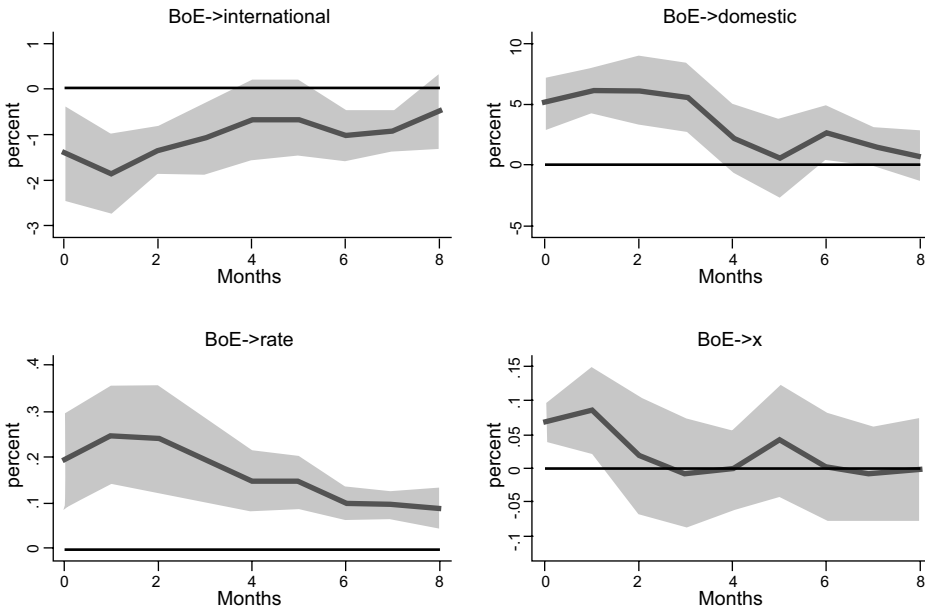 BoE->international
1
0
-1
-2
-3
percent
0 2 4 6 8
Months
BoE->domestic
10
5
0
-5
percent
0 2 4 6 8
Months
BoE->rate
.4
.3
.2
.1
0
percent
0 2 4 6 8
Months
BoE->x
.15
.1
.05
0
-.05
-.1
percent
0 2 4 6 8
Months